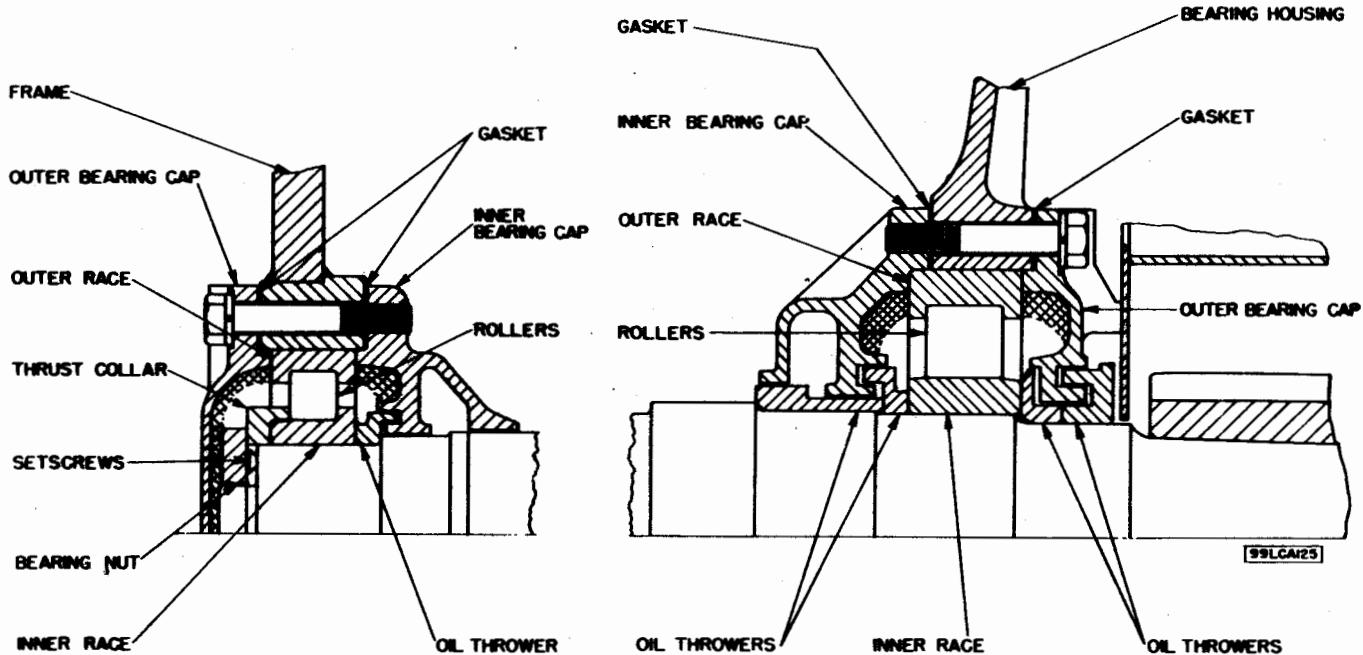 FRAME
OUTER BEARING CAP
GASKET
INNER
BEARING CAP
OUTER RACE
ROLLERS
THRUST COLLAR
SETSCREWS
BEARING NUT
INNER RACE
OIL THROWER
BEARING HOUSING
GASKET
INNER BEARING CAP
GASKET
OUTER RACE
OUTER BEARING CAP
ROLLERS
99LCA125
OIL THROWERS
INNER RACE
OIL THROWERS